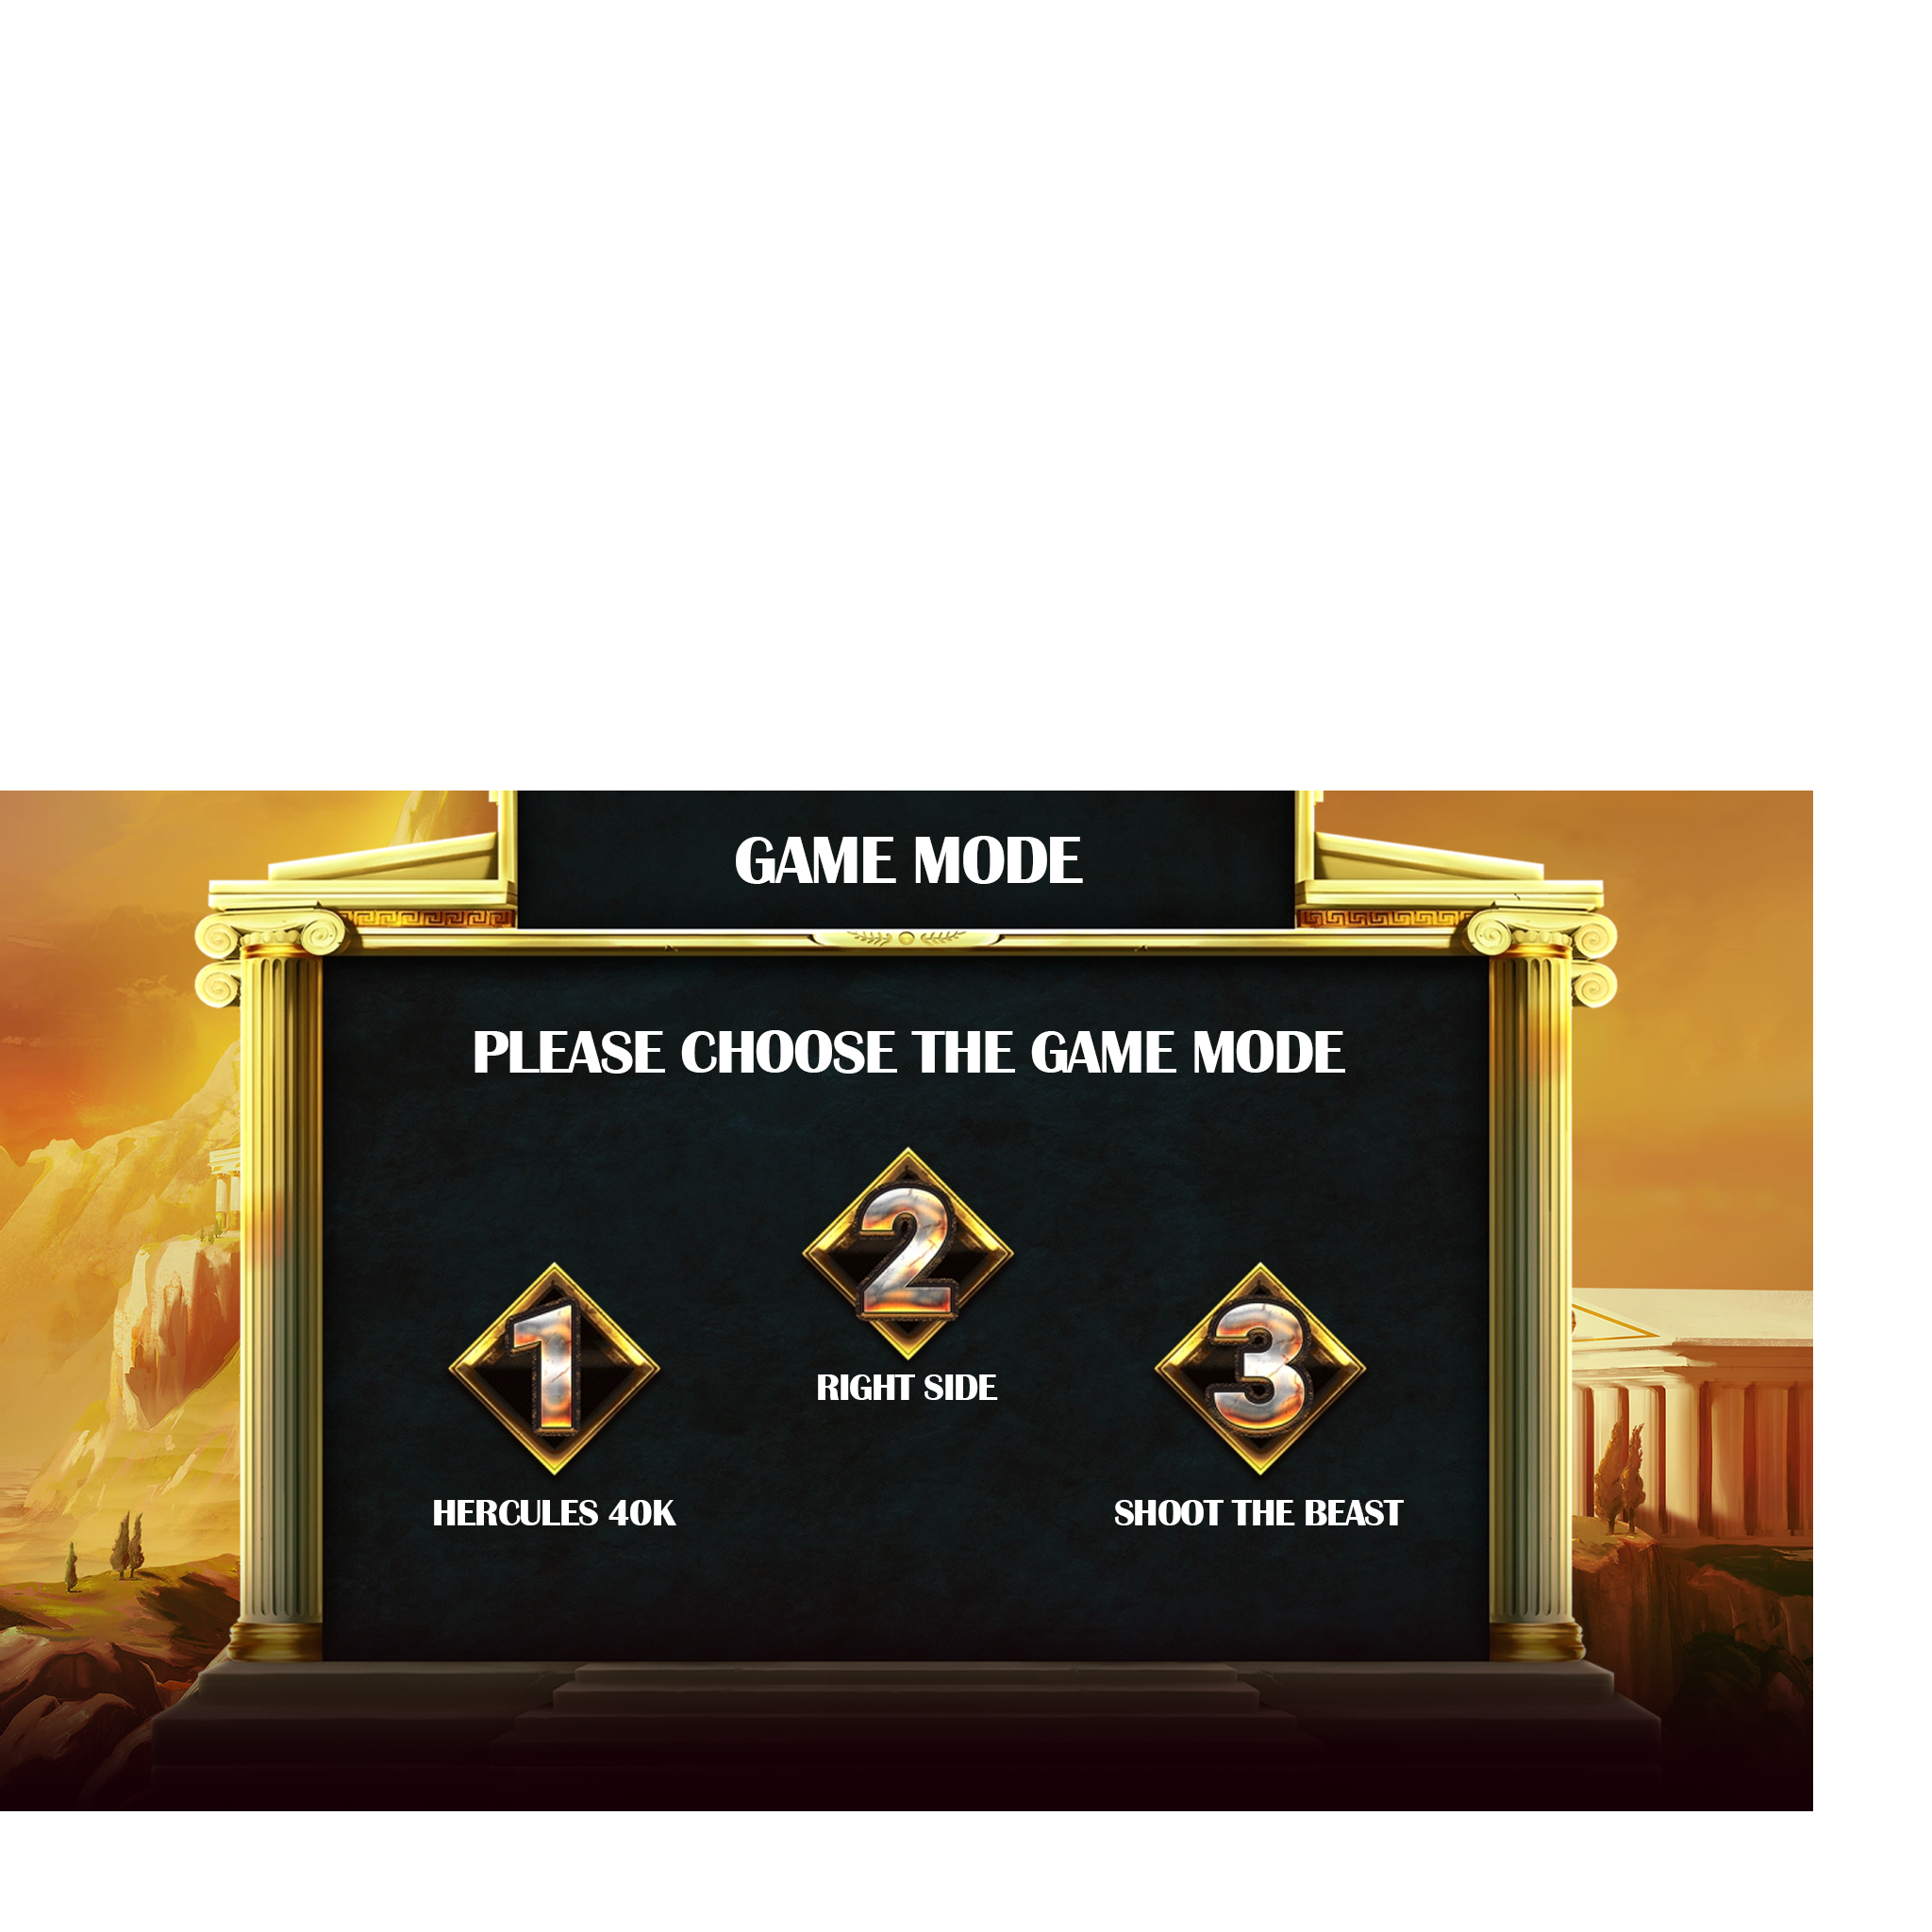 GAME MODE
PLEASE CHOOSE THE GAME MODE
1
HERCULES 40K
2
RIGHT SIDE
3
SHOOT THE BEAST